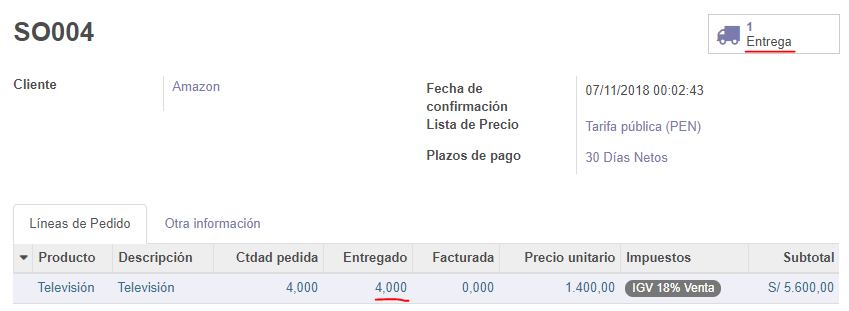 SO004
1
Entrega
Cliente
Amazon
Fecha de
confirmación
07/11/2018 00:02:43
Lista de Precio
Tarifa pública (PEN)
Plazos de pago
30 Días Netos
Líneas de Pedido
Otra información
Producto Descripción Ctdad pedida Entregado Facturada Precio unitario Impuestos Subtotal
Televisión Televisión 4,000 4,000 0,000 1.400,00 IGV 18% Venta S/ 5.600,00